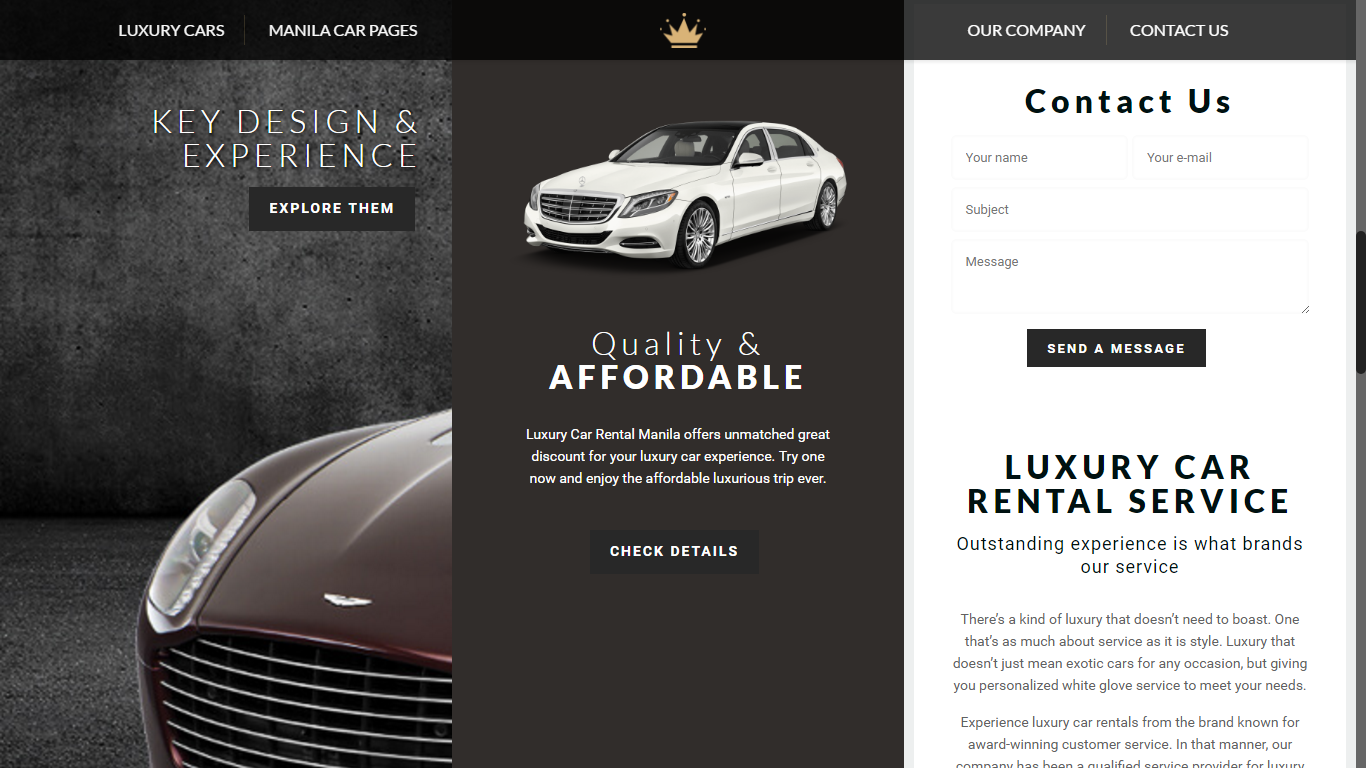 LUXURY CARS
MANILA CAR PAGES
OUR COMPANY
CONTACT US
KEY DESIGN &
EXPERIENCE
EXPLORE THEM
Quality &
AFFORDABLE
Luxury Car Rental Manila offers unmatched great
discount for your luxury car experience. Try one
now and enjoy the affordable luxurious trip ever.
CHECK DETAILS
Contact Us
Your name
Your e-mail
Subject
Message
SEND A MESSAGE
LUXURY CAR
RENTAL SERVICE
Outstanding experience is what brands
our service
There’s a kind of luxury that doesn’t need to boast. One
that’s as much about service as it is style. Luxury that
doesn’t just mean exotic cars for any occasion, but giving
you personalized white glove service to meet your needs.
Experience luxury car rentals from the brand known for
award-winning customer service. In that manner, our
company has been a qualified service provider for luxury